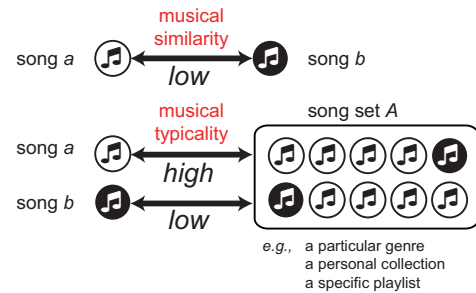 musical
similarity
song a
low
song b
musical
typicality
song set A
song a
high
song b
low
e.g., a particular genre
a personal collection
a specific playlist